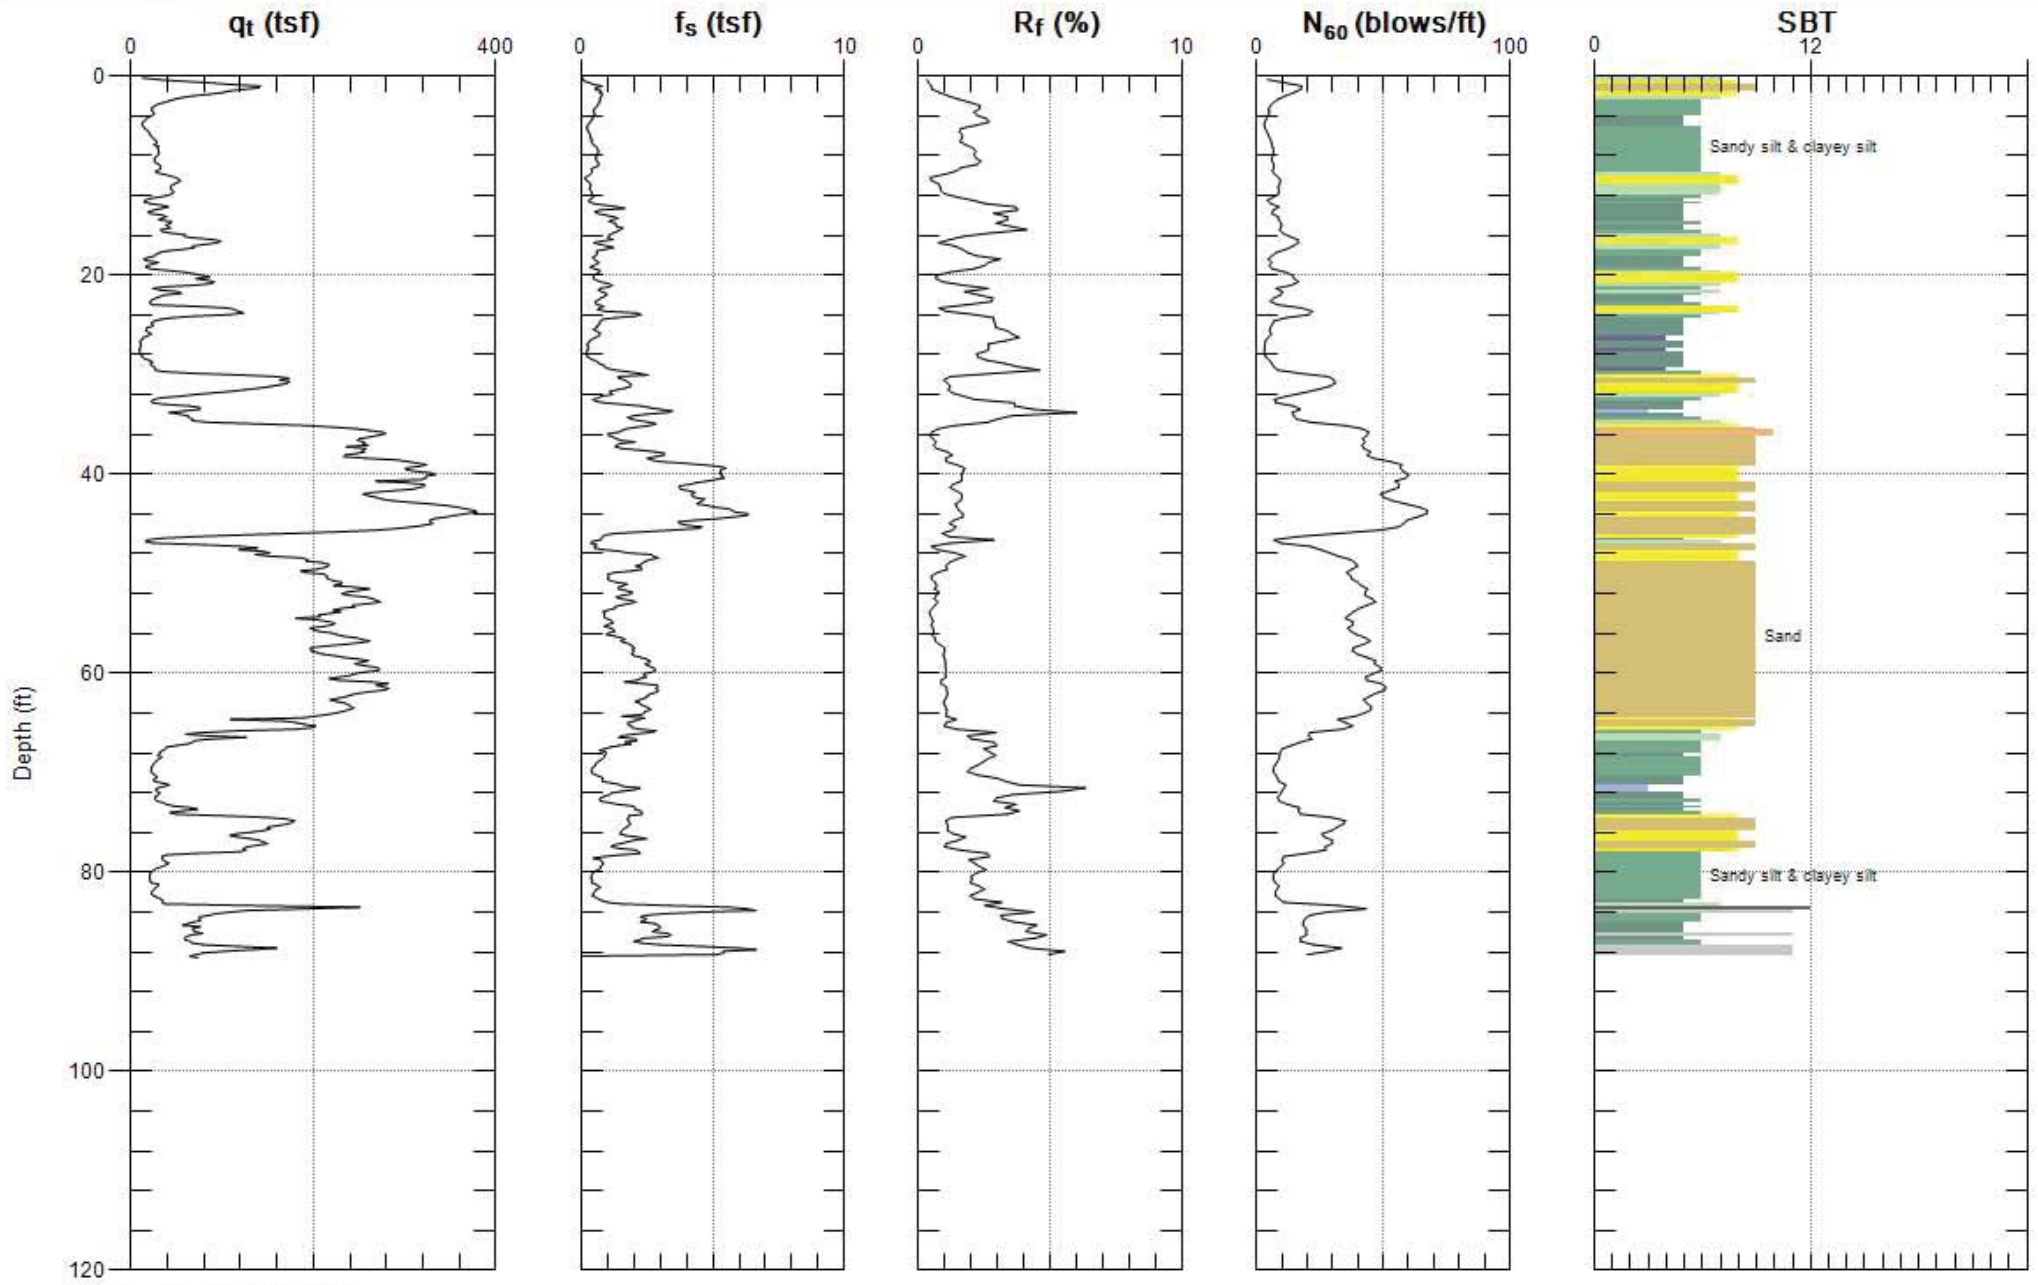 qt (tsf) fs (tsf) Rf (%) N60 (blows/ft) SBT
0 400 0 10 0 10 0 100 0 12
0
Sandy silt & clayey silt
20
40
Sand
60
Depth (ft)
80
Sandy silt & clayey silt
100
120